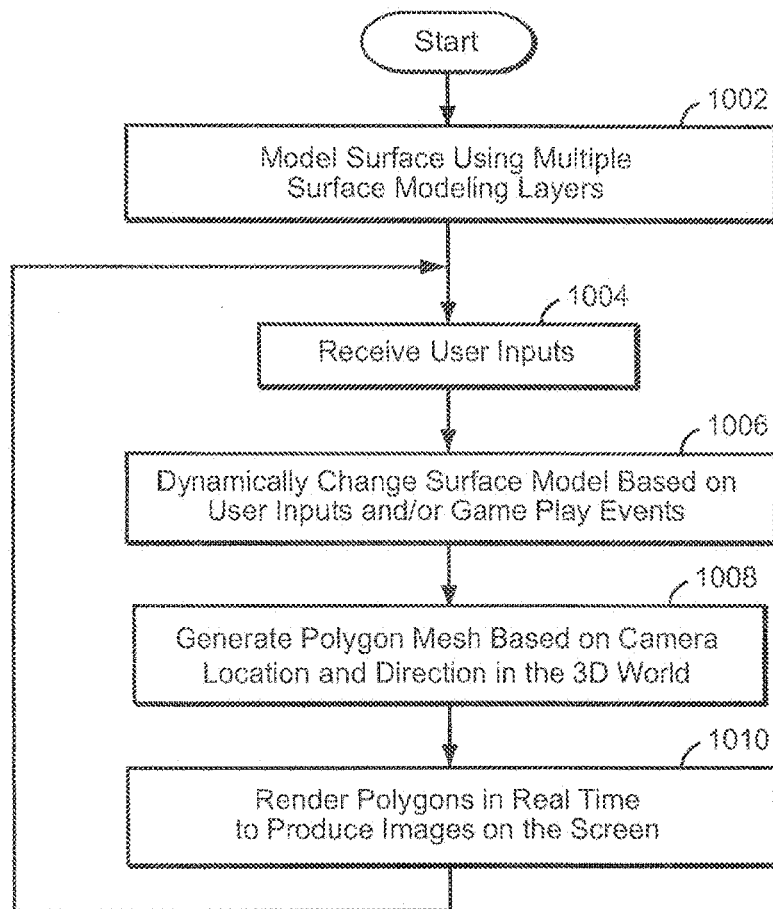 Start
1002
Model Surface Using Multiple
Surface Modeling Layers
1004
Receive User Inputs
1006
Dynamically Change Surface Model Based on
User Inputs and/or Game Play Events
1008
Generate Polygon Mesh Based on Camera
Location and Direction in the 3D World
1010
Render Polygons in Real Time
to Produce Images on the Screen